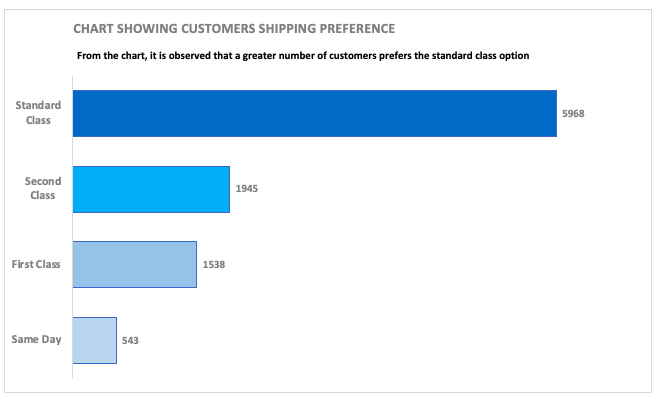 CHART SHOWING CUSTOMERS SHIPPING PREFERENCE
From the chart, it is observed that a greater number of customers prefers the standard class option
Standard
Class
5968
Second
Class
1945
First Class
1538
Same Day
543